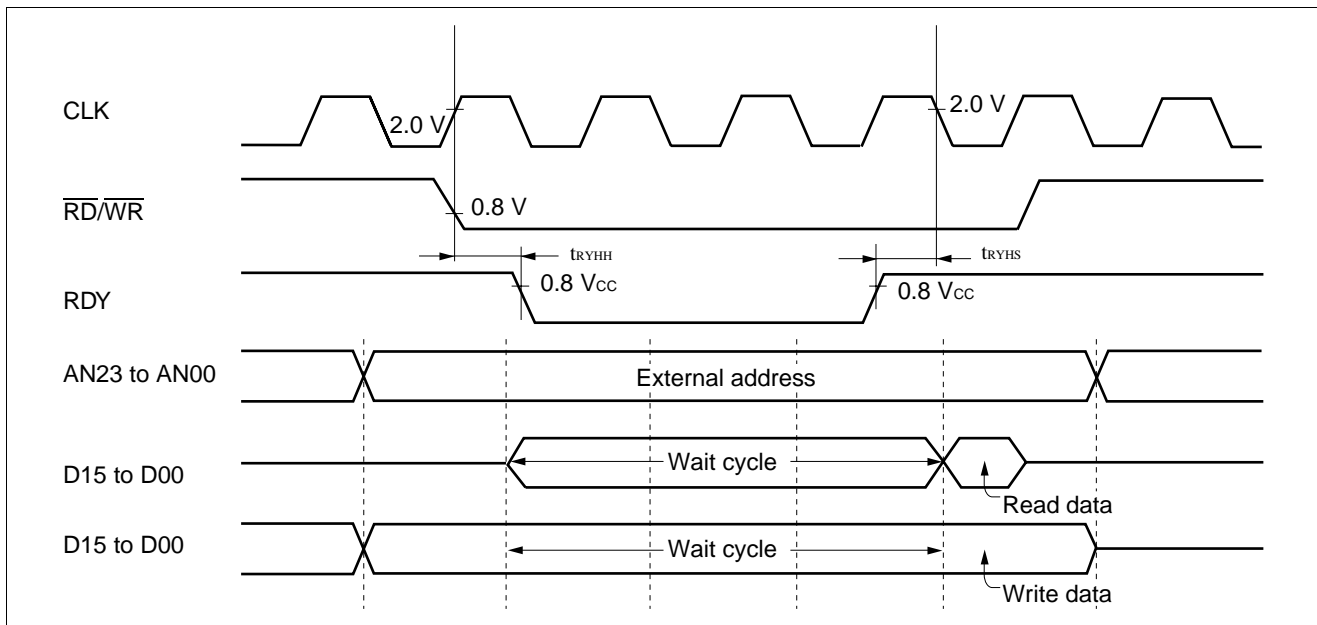 CLK
2.0 V
2.0 V
RD/WR
0.8 V
tRYHH
tRYHS
RDY
0.8 VCC
0.8 VCC
AN23 to AN00
External address
D15 to D00
Wait cycle
Read data
D15 to D00
Wait cycle
Write data